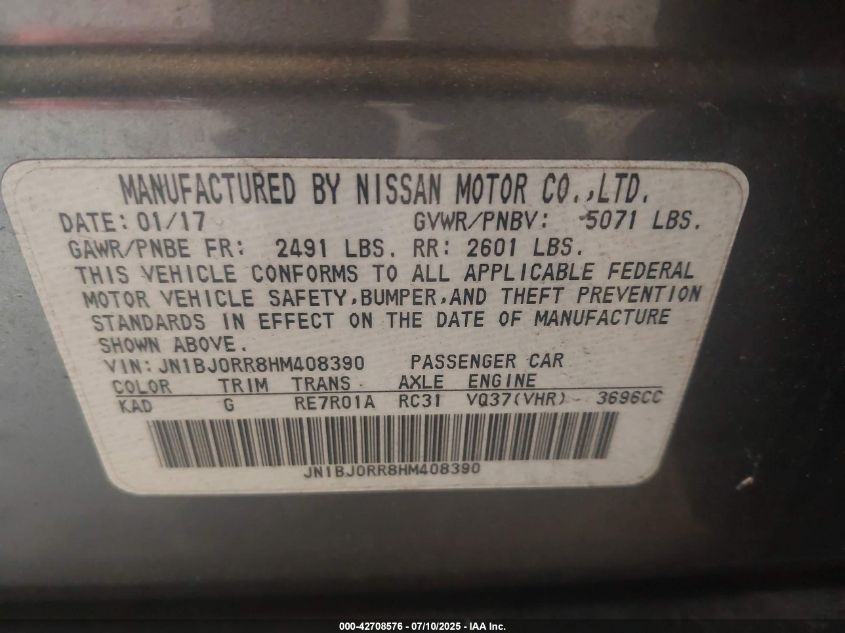 MANUFACTURED BY NISSAN MOTOR CO.,LTD.
DATE: 01/17 GVWR/PNBV: 5071 LBS.
GAWR/PNBE FR: 2491 LBS. RR: 2601 LBS.
THIS VEHICLE CONFORMS TO ALL APPLICABLE FEDERAL
MOTOR VEHICLE SAFETY,BUMPER,AND THEFT PREVENTION
STANDARDS IN EFFECT ON THE DATE OF MANUFACTURE
SHOWN ABOVE.
VIN: JN1BJ0RR8HM408390 PASSENGER CAR
COLOR TRIM TRANS AXLE ENGINE
KAD G RE7R01A RC31 VQ37(VHR) 3696CC
JN1BJ0RR8HM408390
000-42708576 - 07/10/2025 - IAA Inc.